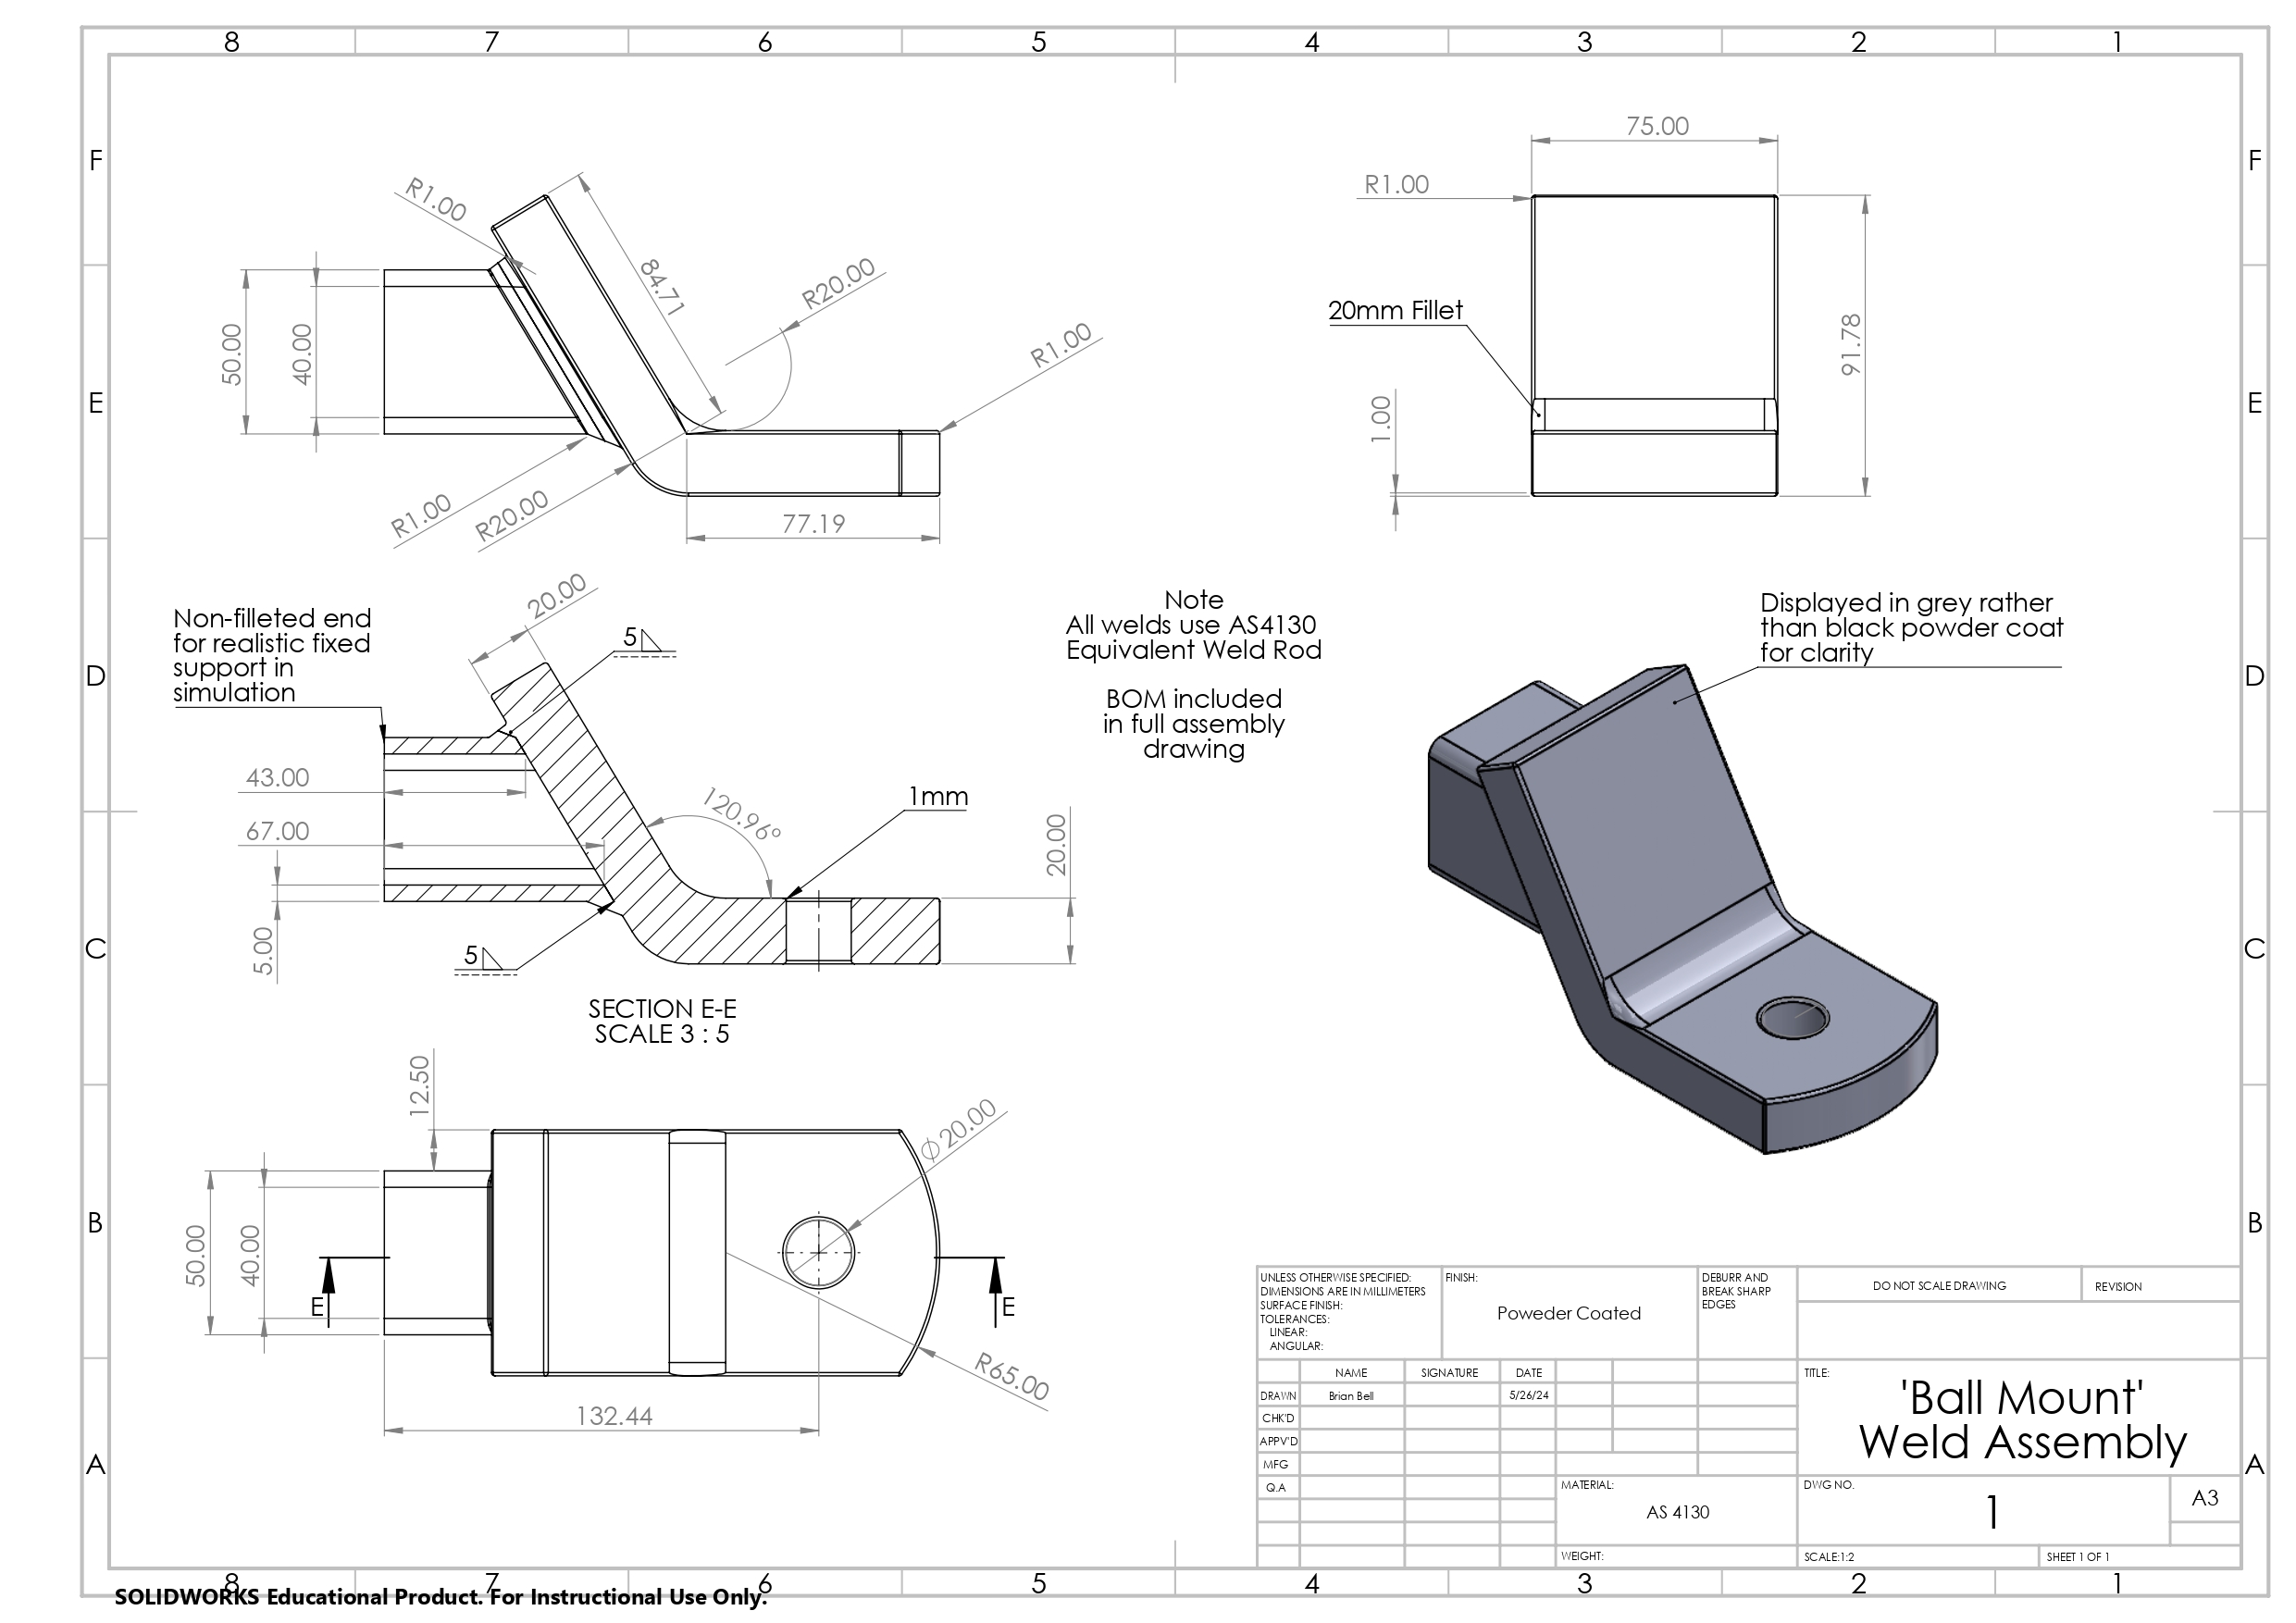 8 7 6 5 4 3 2 1
F F
E E
D D
C C
B B
A A
R1.00
84.71
R20.00
R1.00
50.00
40.00
R1.00
R20.00
77.19
75.00
R1.00
20mm Fillet
91.78
1.00
Non-filleted end
for realistic fixed
support in
simulation
20.00
5
43.00
67.00
5.00
5
120.96°
1mm
20.00
SECTION E-E
SCALE 3 : 5
Note
All welds use AS4130
Equivalent Weld Rod
BOM included
in full assembly
drawing
Displayed in grey rather
than black powder coat
for clarity
12.50
50.00
40.00
E E
Ø20.00
R65.00
132.44
UNLESS OTHERWISE SPECIFIED:
DIMENSIONS ARE IN MILLIMETERS
SURFACE FINISH:
TOLERANCES:
LINEAR:
ANGULAR:
FINISH:
Poweder Coated
DEBURR AND
BREAK SHARP
EDGES
DO NOT SCALE DRAWING
REVISION
NAME SIGNATURE DATE
DRAWN Brian Bell 5/26/24
CHK'D
APPV'D
MFG
Q.A
TITLE:
'Ball Mount'
Weld Assembly
MATERIAL:
AS 4130
DWG NO.
1
A3
WEIGHT:
SCALE:1:2
SHEET 1 OF 1
8 7 6 5 4 3 2 1
SOLIDWORKS Educational Product. For Instructional Use Only.